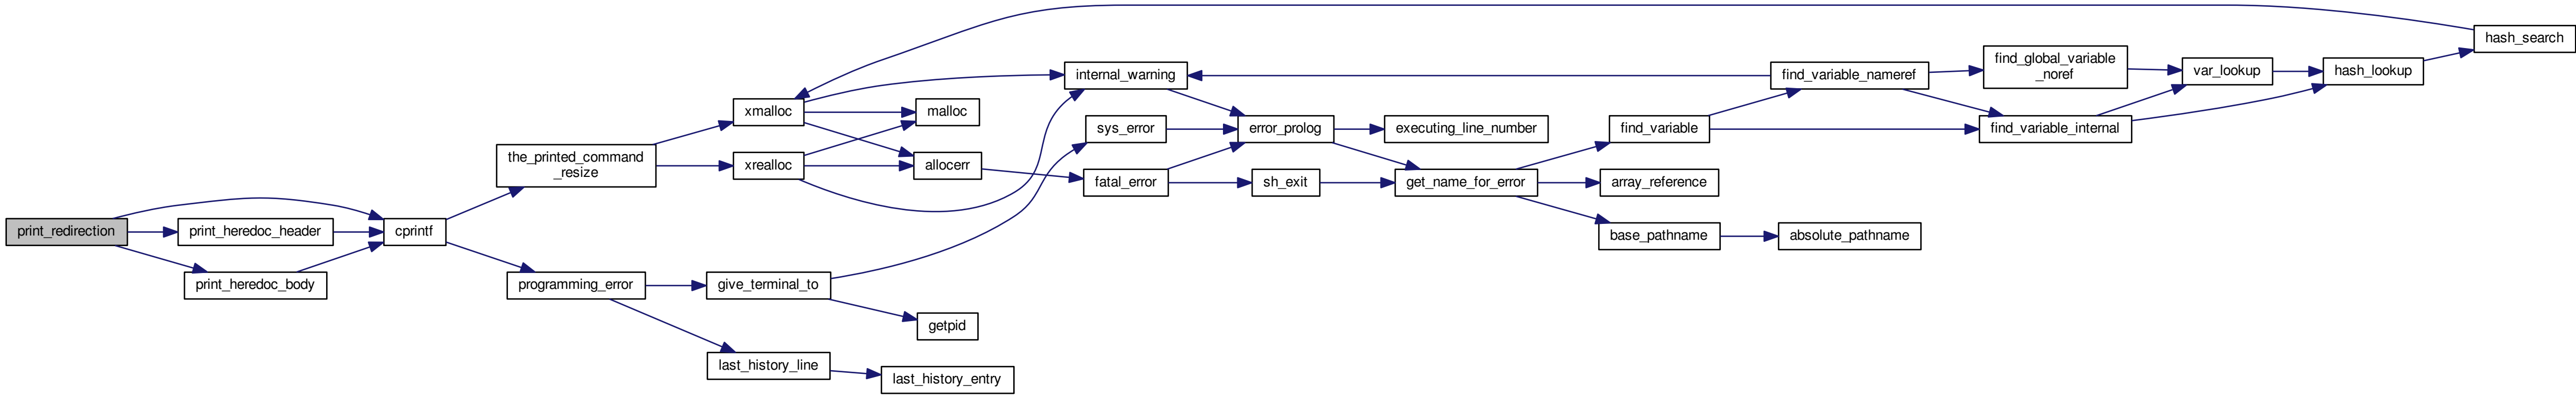 print_redirection
print_heredoc_header
print_heredoc_body
cprintf
the_printed_command
_resize
programming_error
xmalloc
xrealloc
give_terminal_to
last_history_line
malloc
allocerr
getpid
last_history_entry
internal_warning
sys_error
fatal_error
error_prolog
sh_exit
executing_line_number
get_name_for_error
find_variable
array_reference
base_pathname
find_variable_nameref
absolute_pathname
find_global_variable
_noref
find_variable_internal
var_lookup
hash_lookup
hash_search